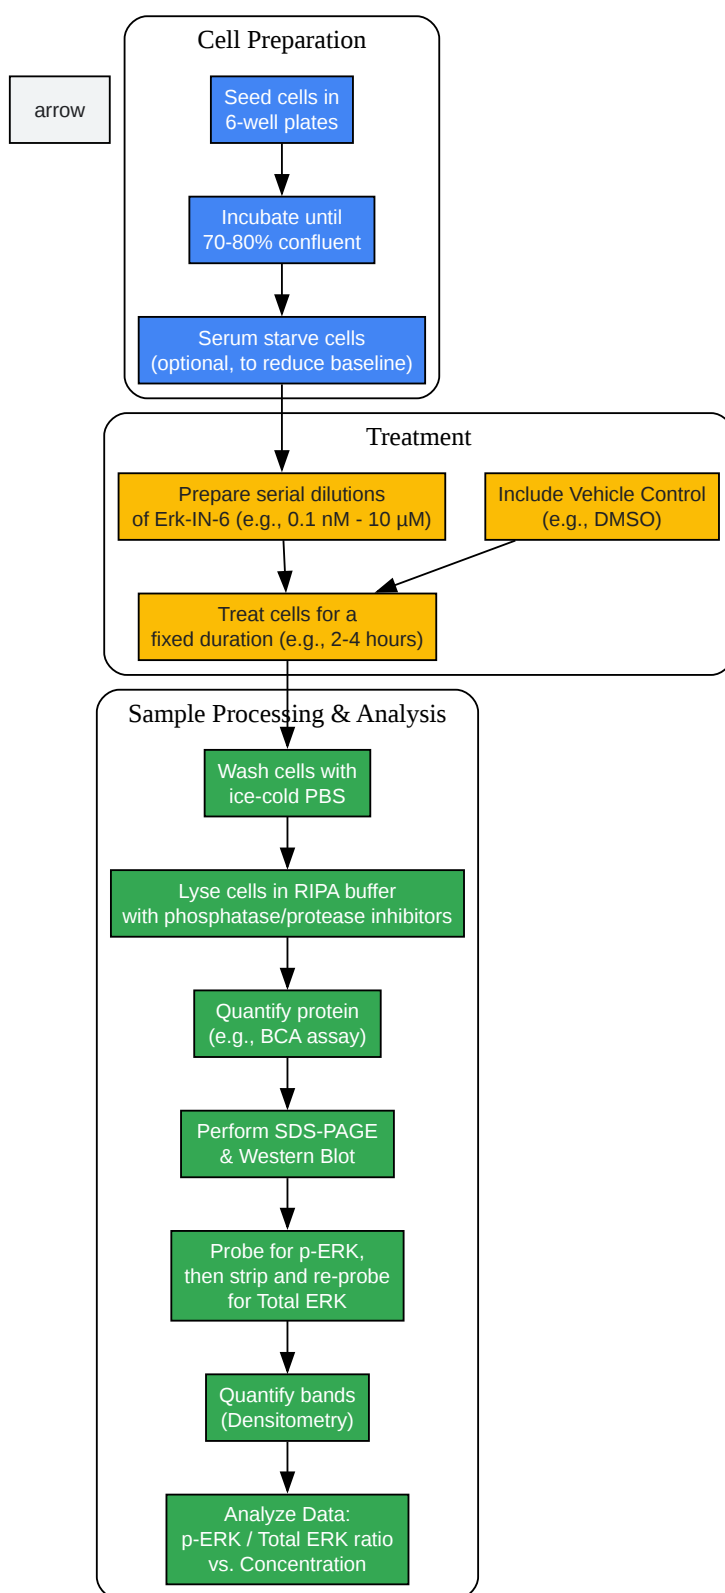 Cell Preparation
arrow
Seed cells in
6-well plates
Incubate until
70-80% confluent
Serum starve cells
(optional, to reduce baseline)
Treatment
Prepare serial dilutions
of Erk-IN-6 (e.g., 0.1 nM - 10 µM)
Include Vehicle Control
(e.g., DMSO)
Treat cells for a
fixed duration (e.g., 2-4 hours)
Sample Processing & Analysis
Wash cells with
ice-cold PBS
Lyse cells in RIPA buffer
with phosphatase/protease inhibitors
Quantify protein
(e.g., BCA assay)
Perform SDS-PAGE
& Western Blot
Probe for p-ERK,
then strip and re-probe
for Total ERK
Quantify bands
(Densitometry)
Analyze Data:
p-ERK / Total ERK ratio
vs. Concentration